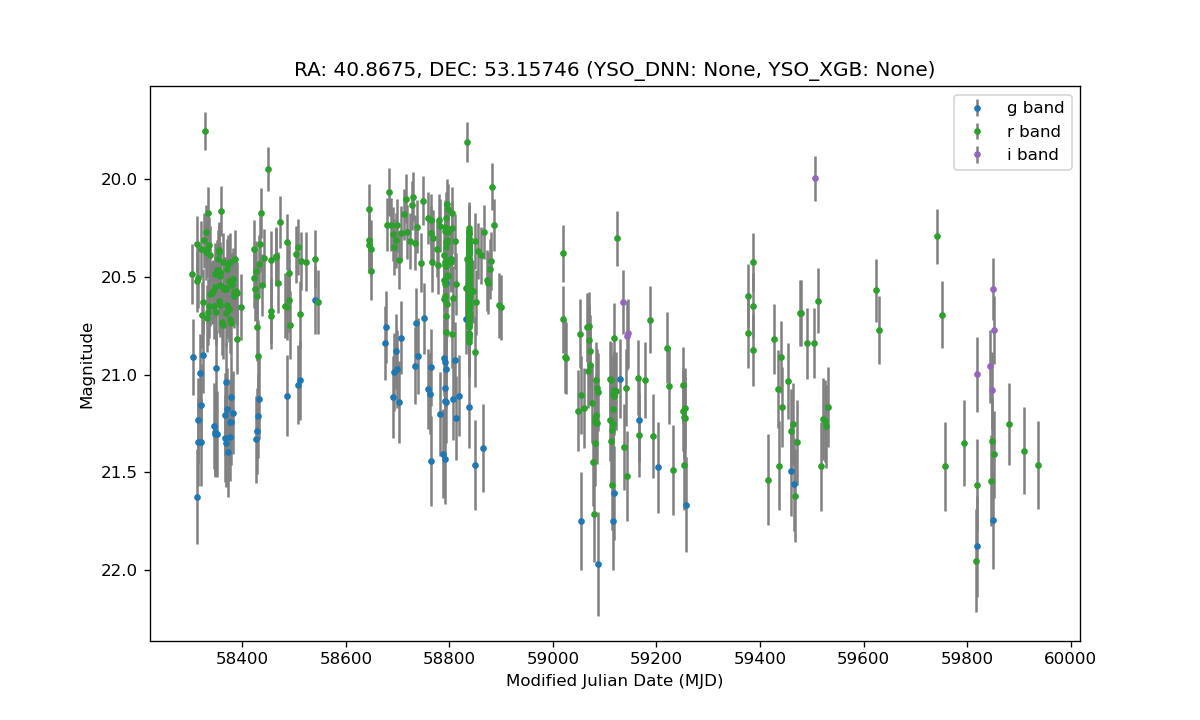 RA: 40.8675, DEC: 53.15746 (YSO_DNN: None, YSO_XGB: None)
g band
r band
i band
20.0
20.5
21.0
21.5
22.0
Magnitude
58400
58600
58800
59000
59200
59400
59600
59800
60000
Modified Julian Date (MJD)